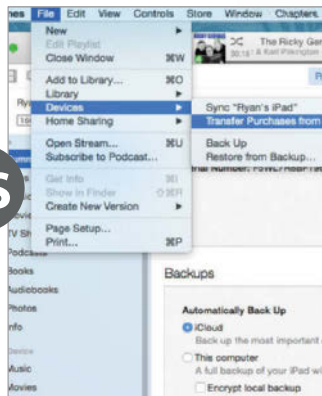 File Edit View Controls Store Window Chapters
New
Edit Playlist
Close Window ⌘W
The Ricky Ger
Add to Library... ⌘O
Library
Devices
Sync "Ryan's iPad"
Home Sharing
Transfer Purchases from
Open Stream... ⌘U
Back Up
Subscribe to Podcast...
Restore from Backup...
Get Info ⌘I
Show in Finder ⇧⌘R
Create New Version
Page Setup...
Print... ⌘P
TV Sh
Podcasts
Books
Audiobooks
Photos
Backups
Automatically Back Up
iCloud
Back up the most important
Device
This computer
Music
A full backup of your iPad wi
Movies
Encrypt local backup